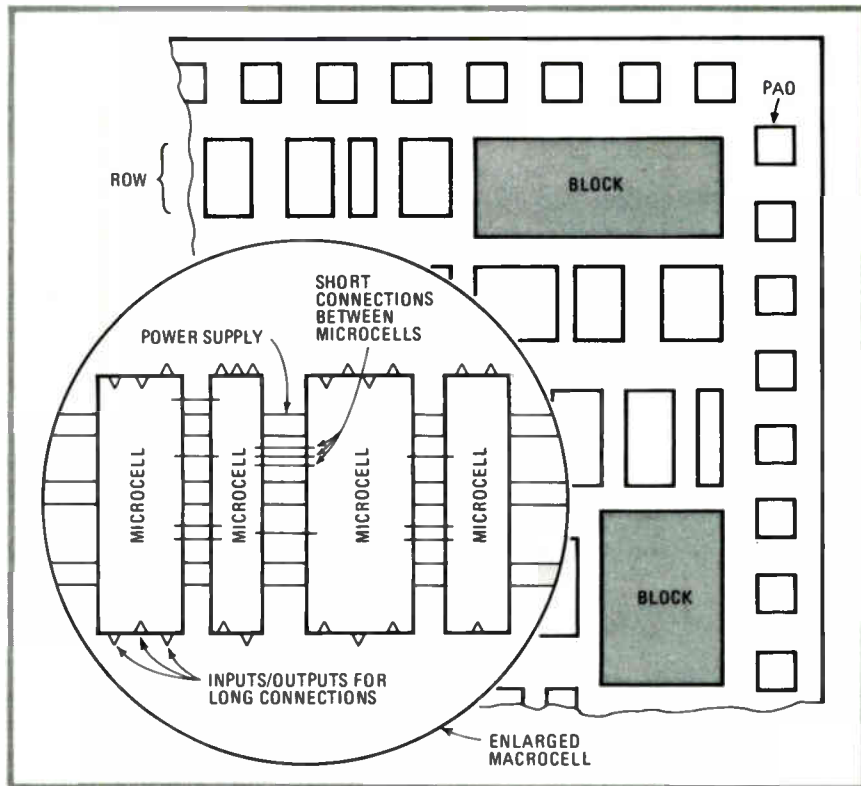 PAD
ROW
BLOCK
SHORT
CONNECTIONS
BETWEEN
MICROCELLS
POWER SUPPLY
MICROCELL
MICROCELL
MICROCELL
MICROCELL
BLOCK
INPUTS/OUTPUTS FOR
LONG CONNECTIONS
ENLARGED
MACROCELL